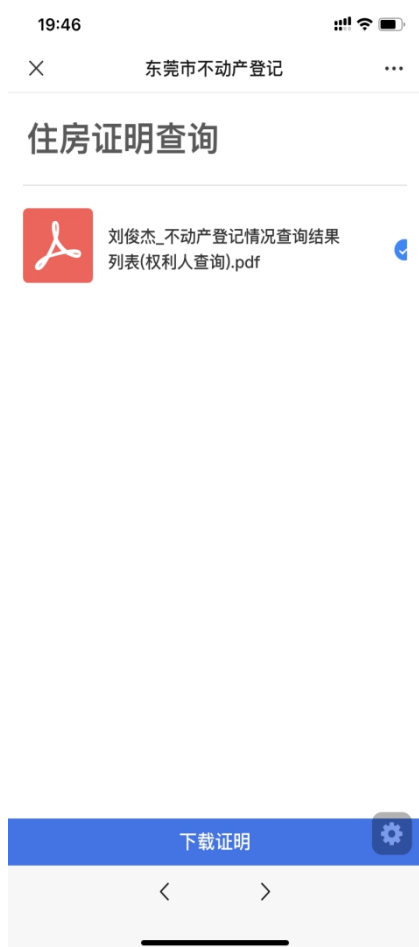 19:46
东莞市不动产登记
住房证明查询
刘俊杰_不动产登记情况查询结果
列表(权利人查询).pdf
下载证明